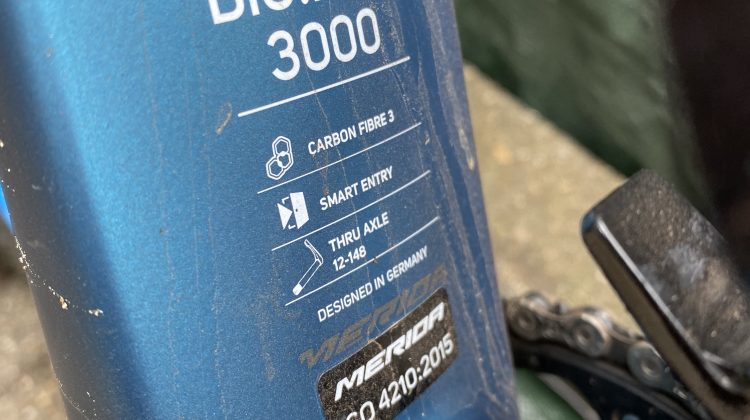 3000
CARBON FIBRE 3
SMART ENTRY
THRU AXLE
12-148
DESIGNED IN GERMANY
MERIDA
MERIDA
4210:2015